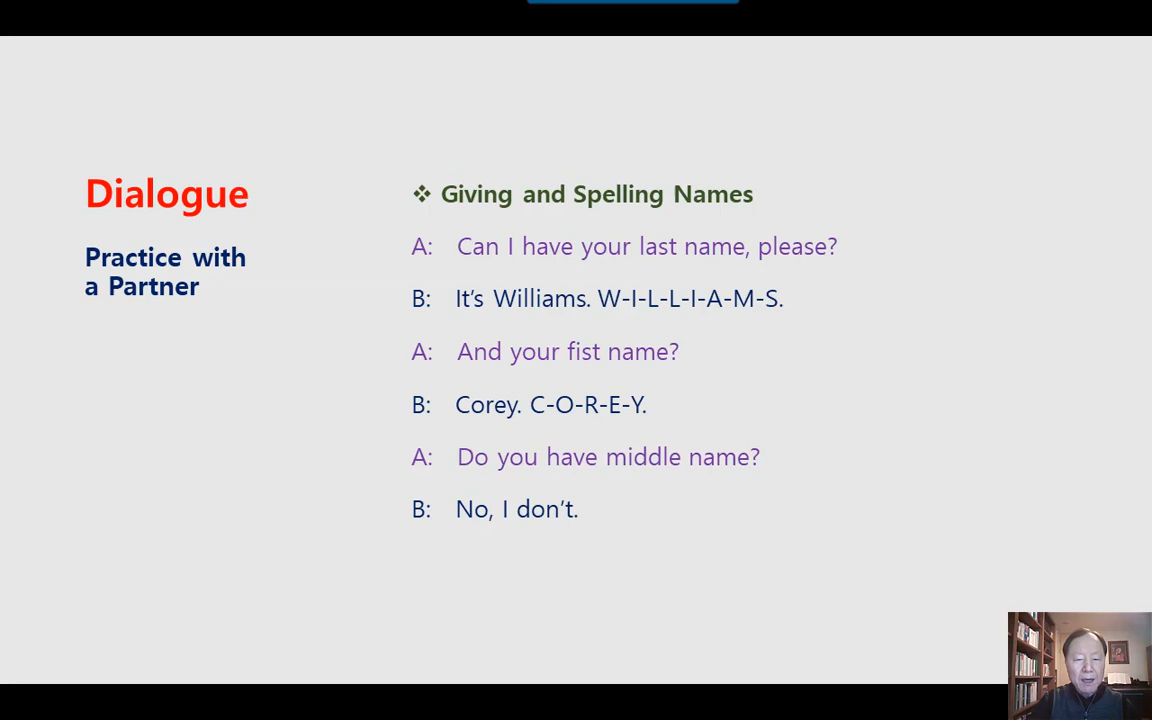 Dialogue
Practice with
a Partner
❖ Giving and Spelling Names
A: Can I have your last name, please?
B: It's Williams. W-I-L-L-I-A-M-S.
A: And your fist name?
B: Corey. C-O-R-E-Y.
A: Do you have middle name?
B: No, I don't.